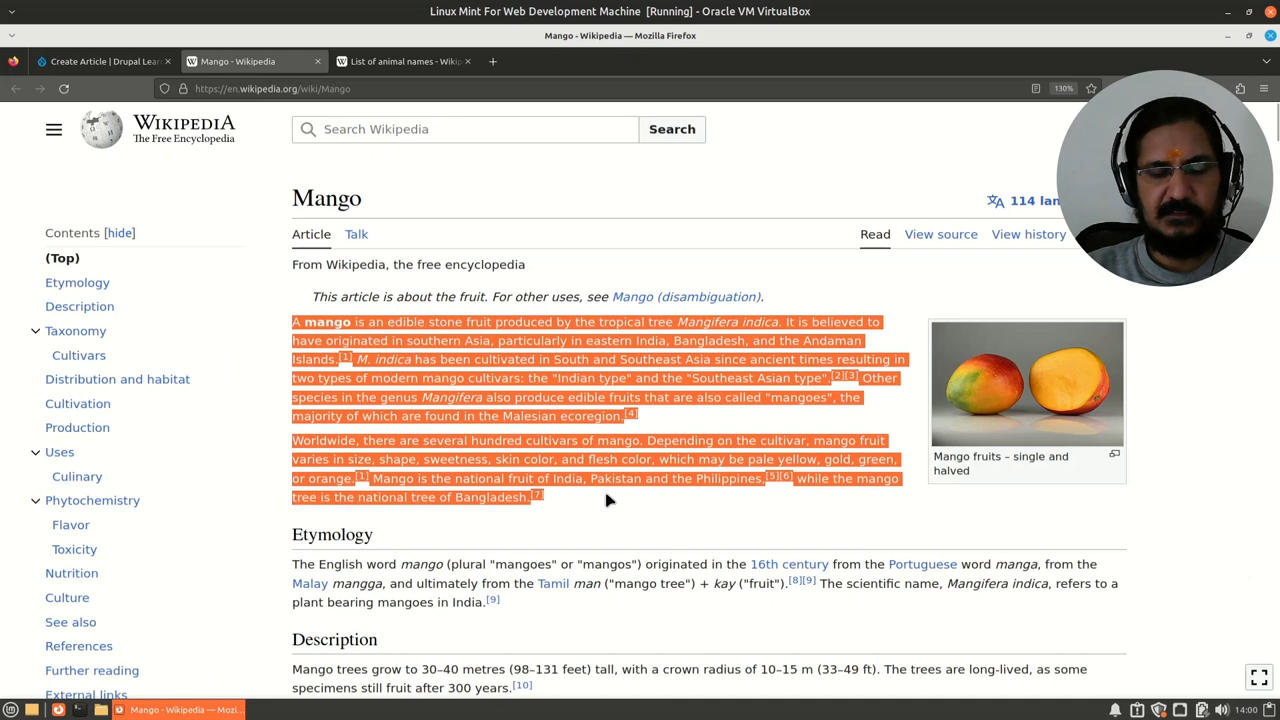 Linux Mint For Web Development Machine [Running] - Oracle VM VirtualBox
Mango - Wikipedia — Mozilla Firefox
Create Article | Drupal Lear
Mango - Wikipedia
List of animal names - Wikip
https://en.wikipedia.org/wiki/Mango
130%
WIKIPEDIA
The Free Encyclopedia
Search Wikipedia
Search
Mango
114 lan
Contents [hide]
(Top)
Etymology
Description
Taxonomy
Cultivars
Distribution and habitat
Cultivation
Production
Uses
Culinary
Phytochemistry
Flavor
Toxicity
Nutrition
Culture
See also
References
Further reading
External links
Article
Talk
Read
View source
View history
From Wikipedia, the free encyclopedia
This article is about the fruit. For other uses, see Mango (disambiguation).
A mango is an edible stone fruit produced by the tropical tree Mangifera indica. It is believed to
have originated in southern Asia, particularly in eastern India, Bangladesh, and the Andaman
Islands.[1] M. indica has been cultivated in South and Southeast Asia since ancient times resulting in
two types of modern mango cultivars: the "Indian type" and the "Southeast Asian type".[2][3] Other
species in the genus Mangifera also produce edible fruits that are also called "mangoes", the
majority of which are found in the Malesian ecoregion.[4]
Worldwide, there are several hundred cultivars of mango. Depending on the cultivar, mango fruit
varies in size, shape, sweetness, skin color, and flesh color, which may be pale yellow, gold, green,
or orange.[1] Mango is the national fruit of India, Pakistan and the Philippines,[5][6] while the mango
tree is the national tree of Bangladesh.[7]
Mango fruits – single and
halved
Etymology
The English word mango (plural "mangoes" or "mangos") originated in the 16th century from the Portuguese word manga, from the
Malay mangga, and ultimately from the Tamil man ("mango tree") + kay ("fruit").[8][9] The scientific name, Mangifera indica, refers to a
plant bearing mangoes in India.[9]
Description
Mango trees grow to 30–40 metres (98–131 feet) tall, with a crown radius of 10–15 m (33–49 ft). The trees are long-lived, as some
specimens still fruit after 300 years.[10]
Mango - Wikipedia — Mozi...
14:00